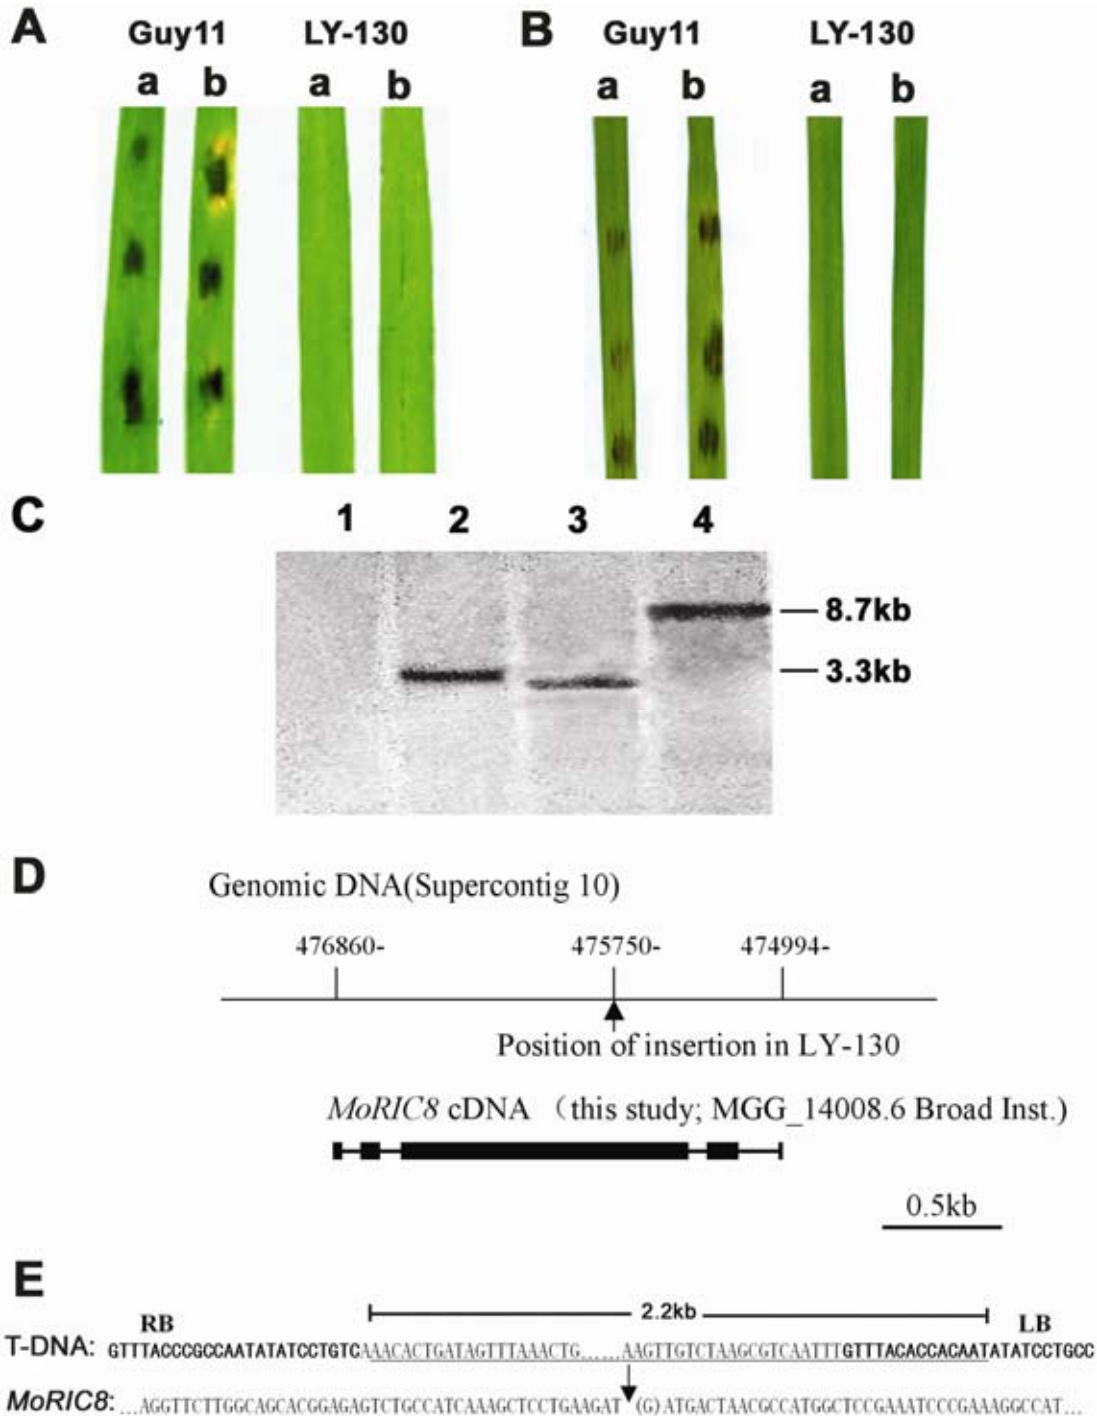 A Guy11 LY-130 B Guy11 LY-130
a b a b a b a b
C 1 2 3 4
8.7kb
3.3kb
D
Genomic DNA(Supercontig 10)
476860- 475750- 474994-
Position of insertion in LY-130
MoRIC8 cDNA (this study; MGG_14008.6 Broad Inst.)
0.5kb
E
2.2kb
RB LB
T-DNA: GTTTACCCGCCAATATATCCTGTCAAACACTGATAGTTTAAACTG......AAGTTGTCTAAGCGTCAATTTGTTTACACCACAATATATCCTGCC
MoRIC8: ...AGGTTCTTGGCAGCACGGAGAGTCTGCCATCAAAGCTCCTGAAGAT (G)ATGACTAACGCCATGGCTCCGAAATCCCGAAAGGCCAT...